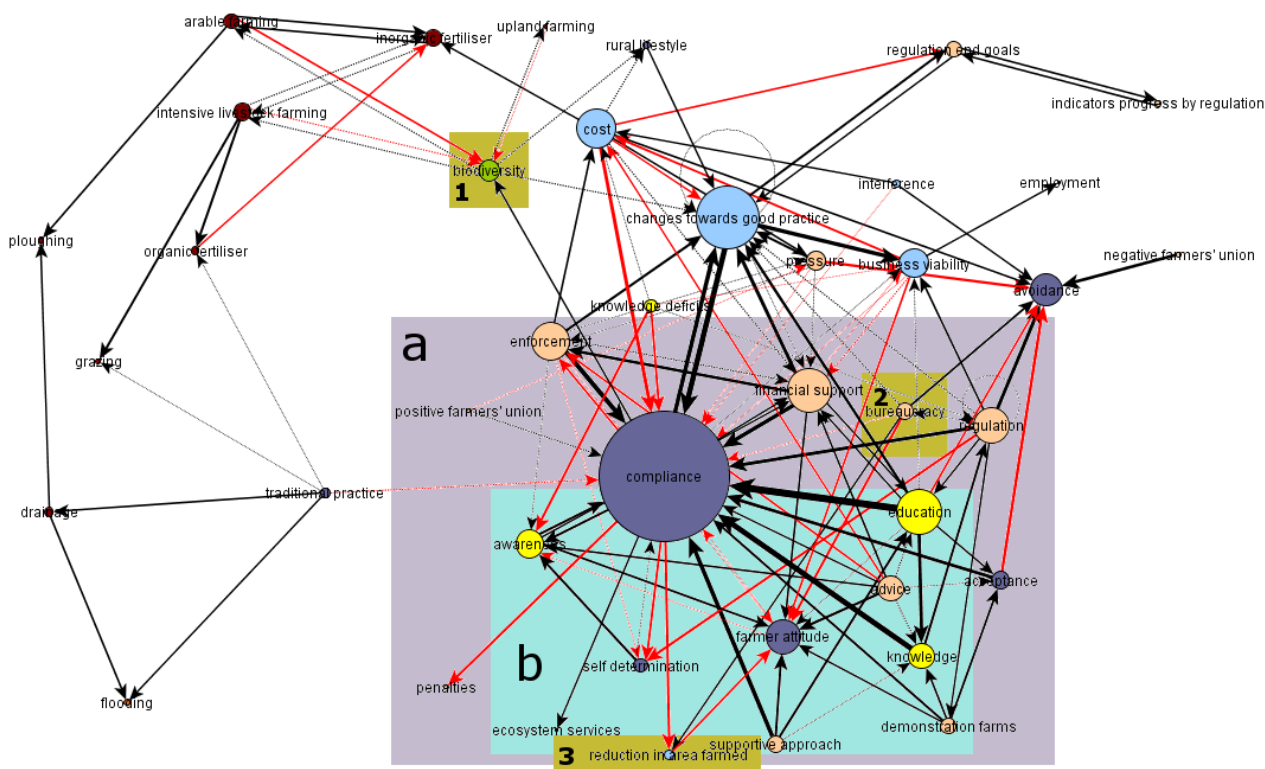 arable farming
upland farming
inorganic fertiliser
rural lifestyle
regulation end goals
indicators progress by regulation
intensive livestock farming
cost
biodiversity
1
interference
employment
changes towards good practice
ploughing
organic fertiliser
pressure
business viability
negative farmers' union
avoidance
knowledge deficits
a
enforcement
grazing
financial support
2
positive farmers' union
bureaucracy
regulation
compliance
traditional practice
drainage
education
awareness
advice
acceptance
farmer attitude
b
self determination
knowledge
penalties
flooding
ecosystem services
demonstration farms
supportive approach
3
reduction in area farmed